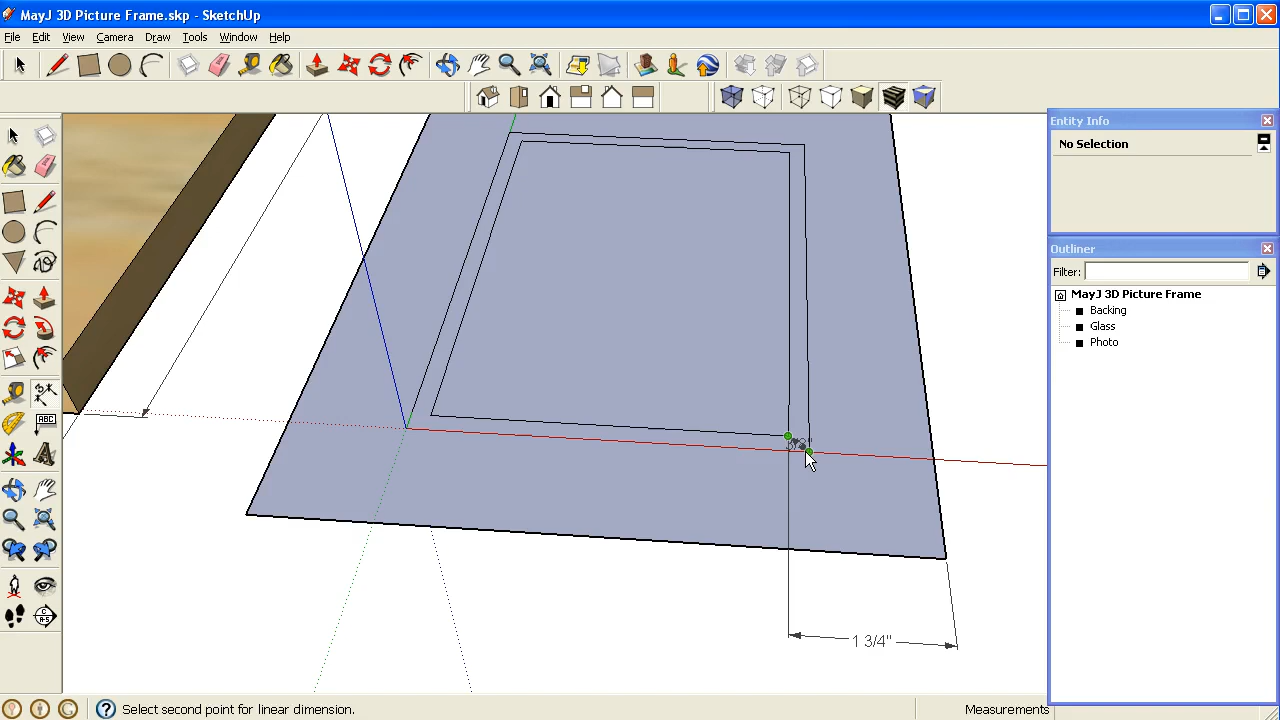 MayJ 3D Picture Frame.skp - SketchUp
File Edit View Camera Draw Tools Window Help
Entity Info
No Selection
Outliner
Filter:
MayJ 3D Picture Frame
Backing
Glass
Photo
1 3/4"
Select second point for linear dimension.
Measurements